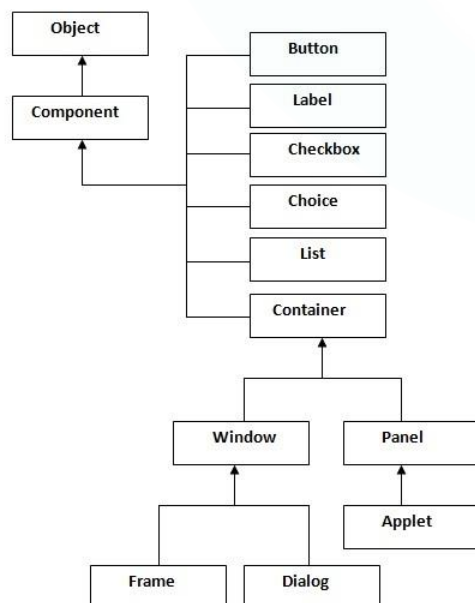 Object
Button
Component
Label
Checkbox
Choice
List
Container
Window
Panel
Applet
Frame
Dialog